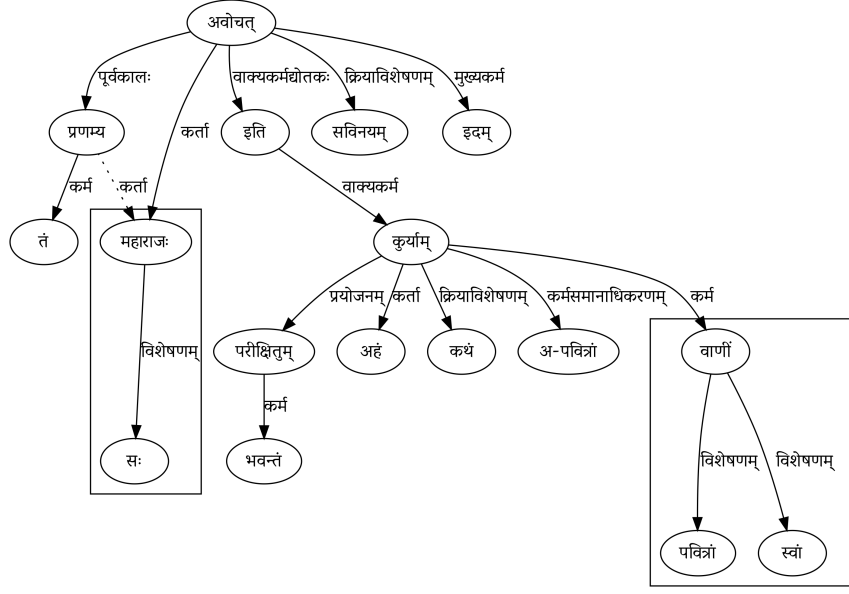 अवोचत्
पूर्वकालः कर्ता वाक्यकर्मद्योतकः क्रियाविशेषणम् मुख्यकर्म
प्रणम्य इति सविनयम् इदम्
कर्म कर्ता वाक्यकर्म
तं महाराजः कुर्याम्
विशेषणम् प्रयोजनम् कर्ता क्रियाविशेषणम् कर्मसमानाधिकरणम् कर्म
परीक्षितुम् अहं कथं अ-पवित्रां वाणीं
कर्म विशेषणम् विशेषणम्
सः भवन्तं
पवित्रां स्वां